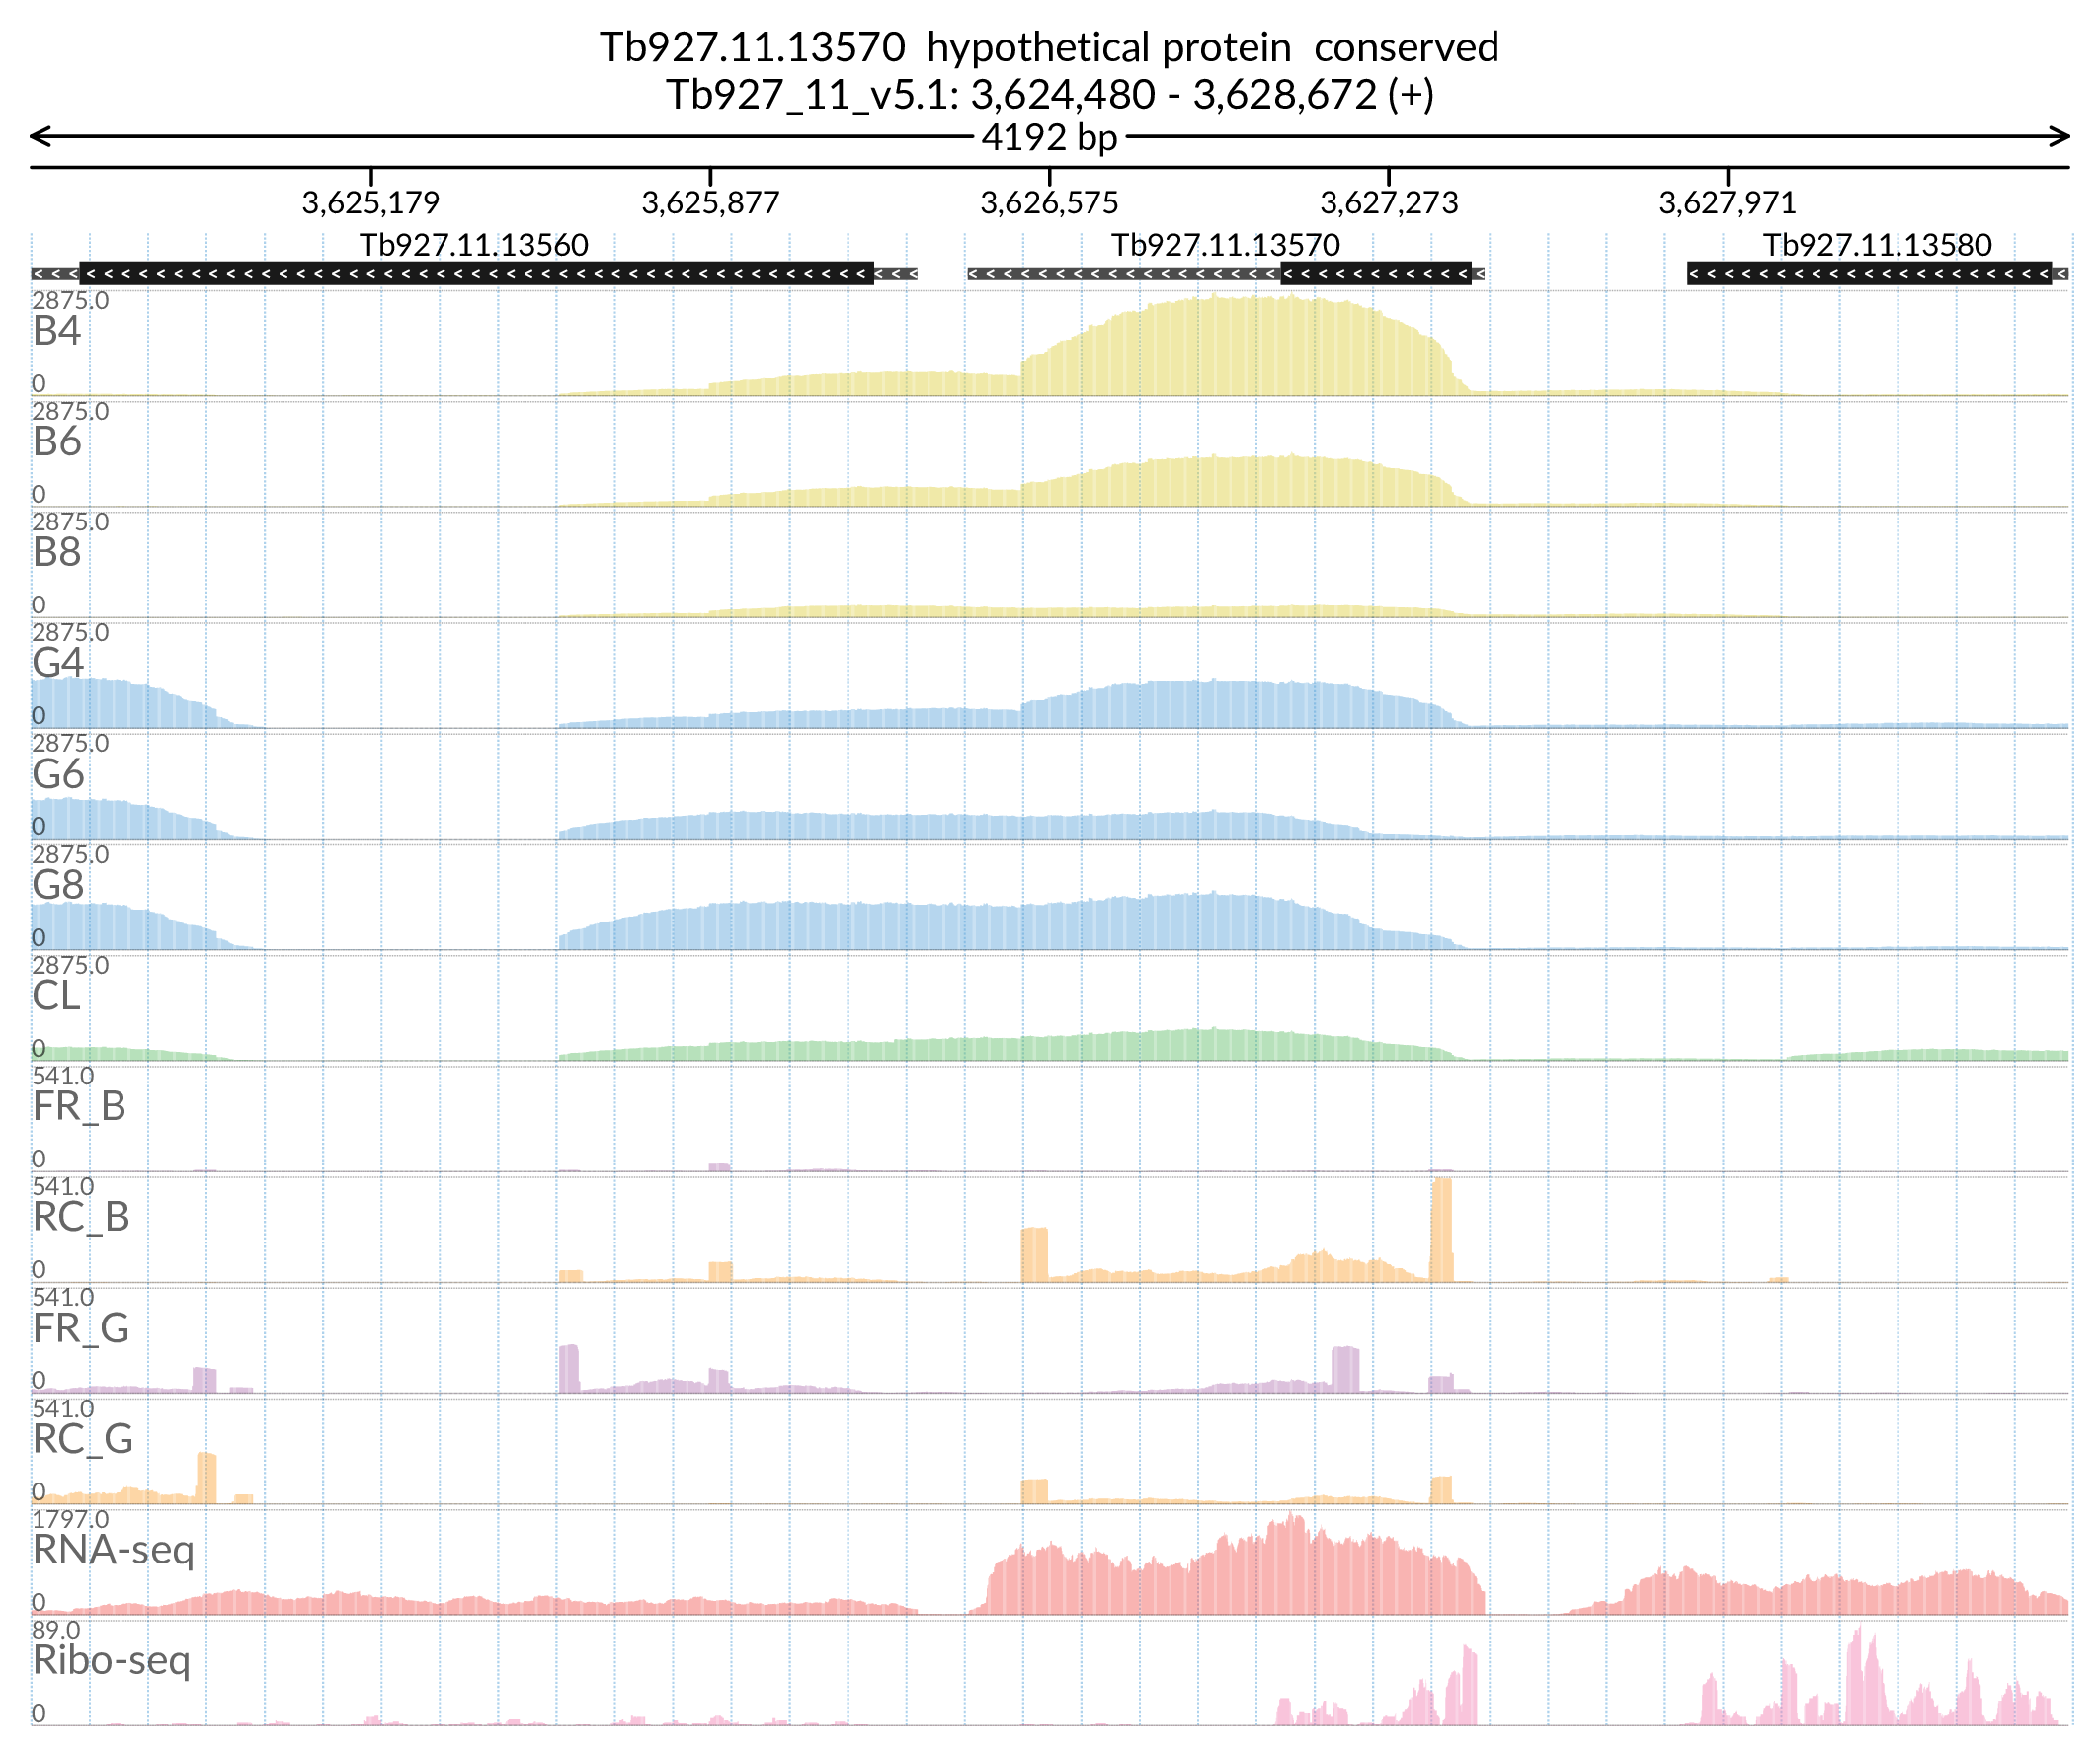 Tb927.11.13570 hypothetical protein conserved
Tb927_11_v5.1: 3,624,480 - 3,628,672 (+)
4192 bp
3,625,179 3,625,877 3,626,575 3,627,273 3,627,971
Tb927.11.13560 Tb927.11.13570 Tb927.11.13580
2875.0
B4
0
2875.0
B6
0
2875.0
B8
0
2875.0
G4
0
2875.0
G6
0
2875.0
G8
0
2875.0
CL
0
541.0
FR_B
0
541.0
RC_B
0
541.0
FR_G
0
541.0
RC_G
0
1797.0
RNA-seq
0
89.0
Ribo-seq
0